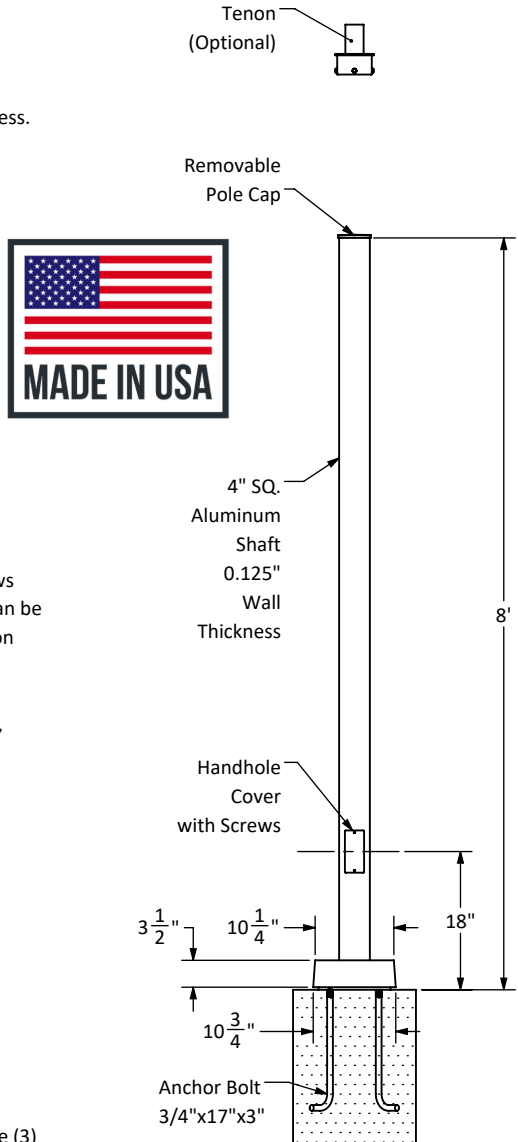 Tenon
(Optional)
ess.
Removable
Pole Cap
MADE IN USA
4" SQ.
Aluminum
Shaft
0.125"
Wall
Thickness
8'
ws
an be
on
,
Handhole
Cover
with Screws
3 1/2"
10 1/4"
18"
10 3/4"
Anchor Bolt
3/4"x17"x3"
e (3)